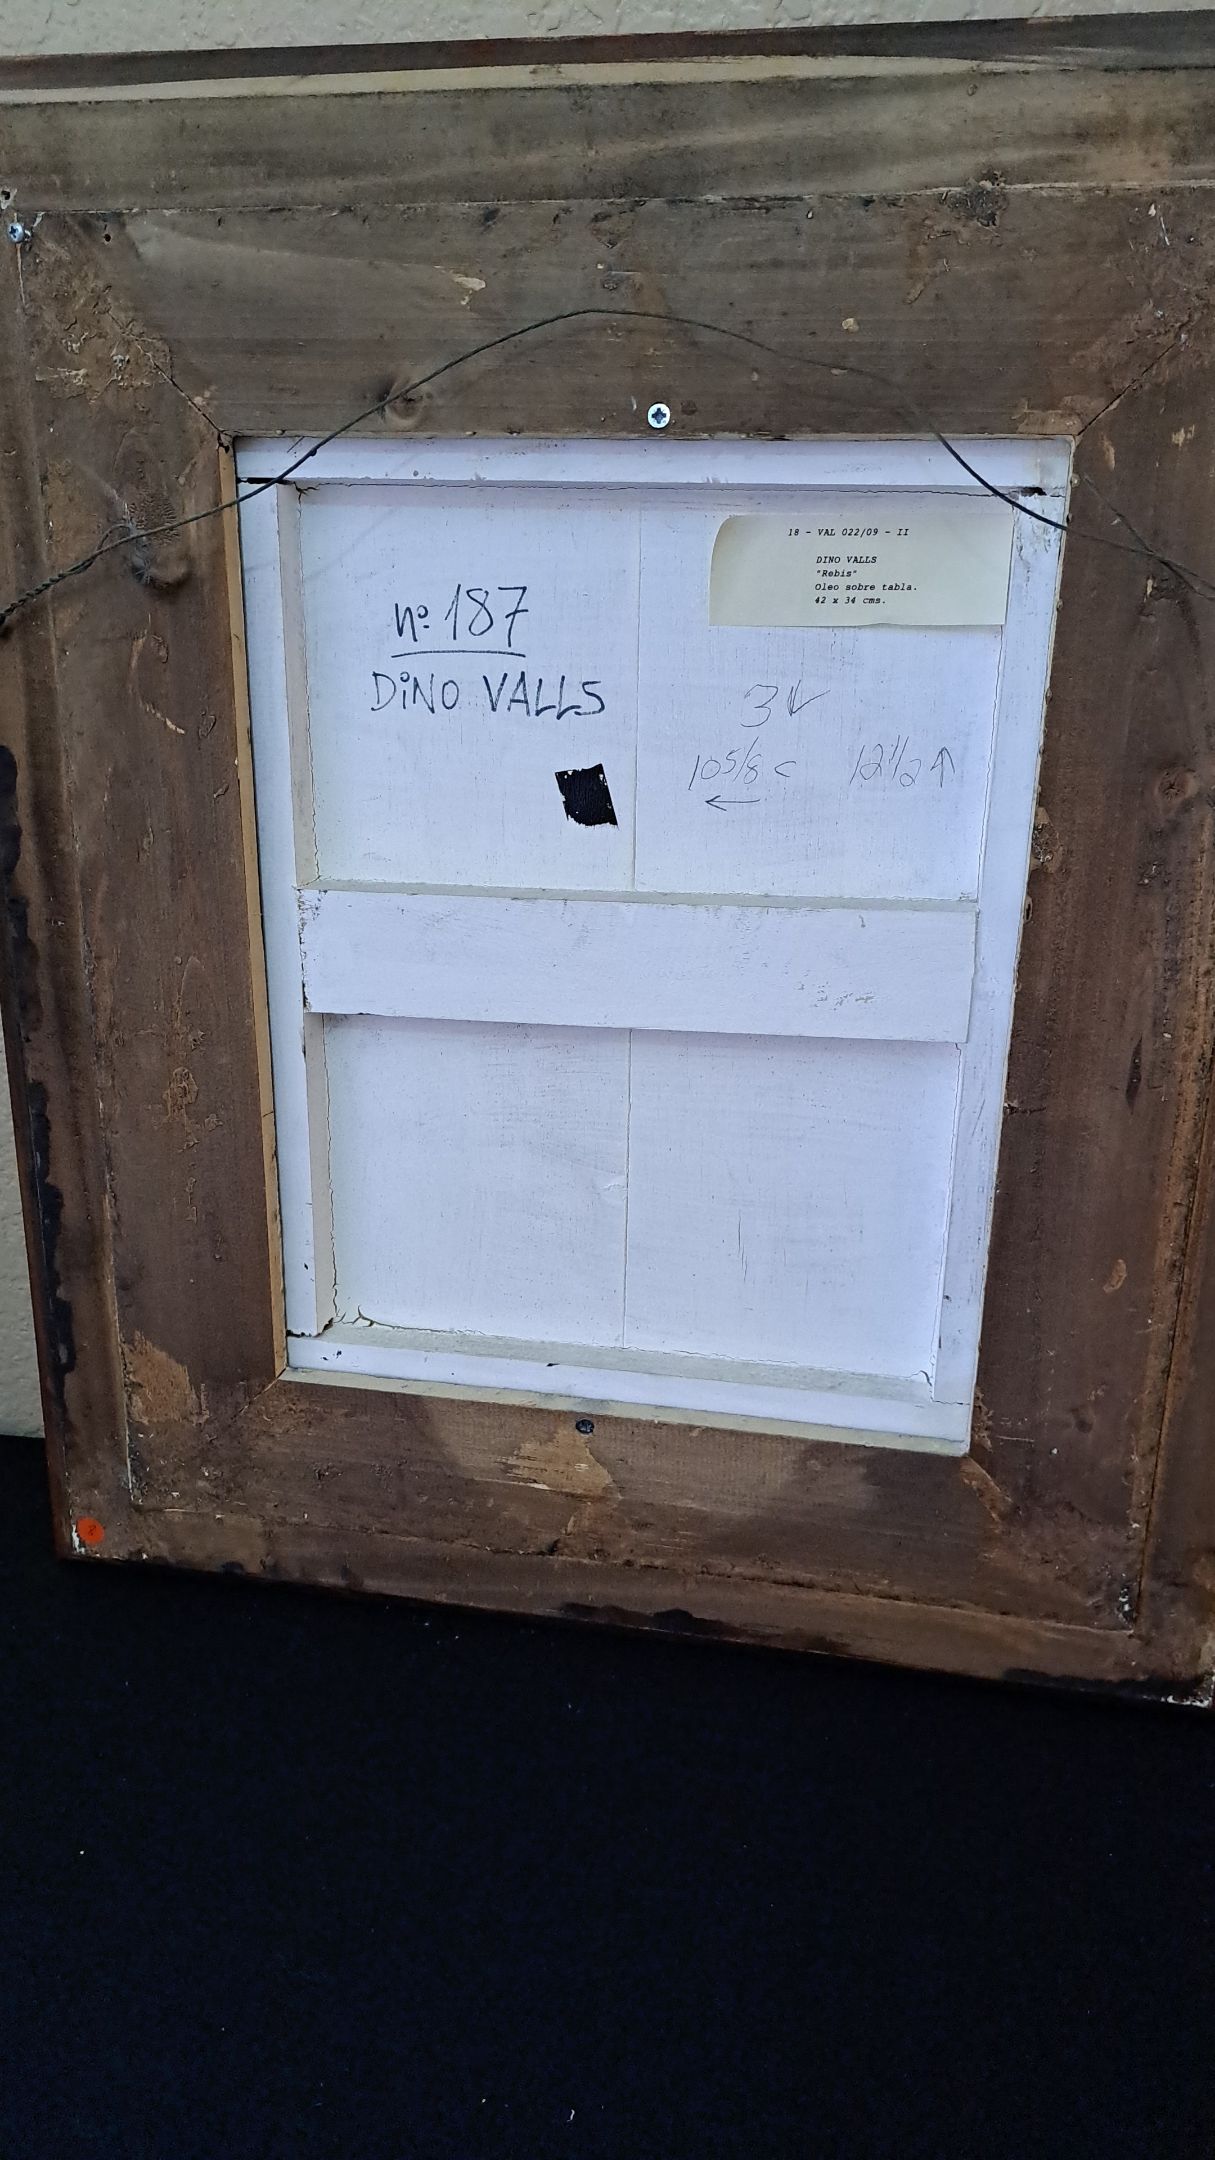 18 - VAL 022/09 - II
DINO VALLS
"Rebis"
Oleo sobre tabla.
42 x 34 cms.
nº 187
DiNO VALLS
3↓
10 5/8 <
←
12 1/2 ↑
8